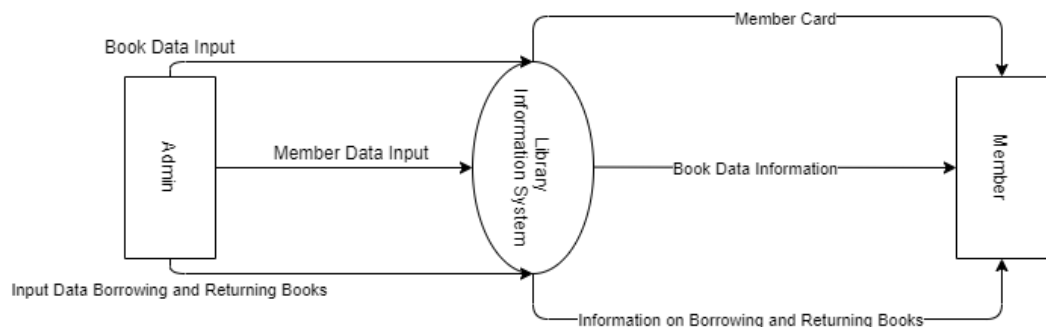 Member Card
Book Data Input
Admin
Member Data Input
Library
Information System
Book Data Information
Member
Input Data Borrowing and Returning Books
Information on Borrowing and Returning Books